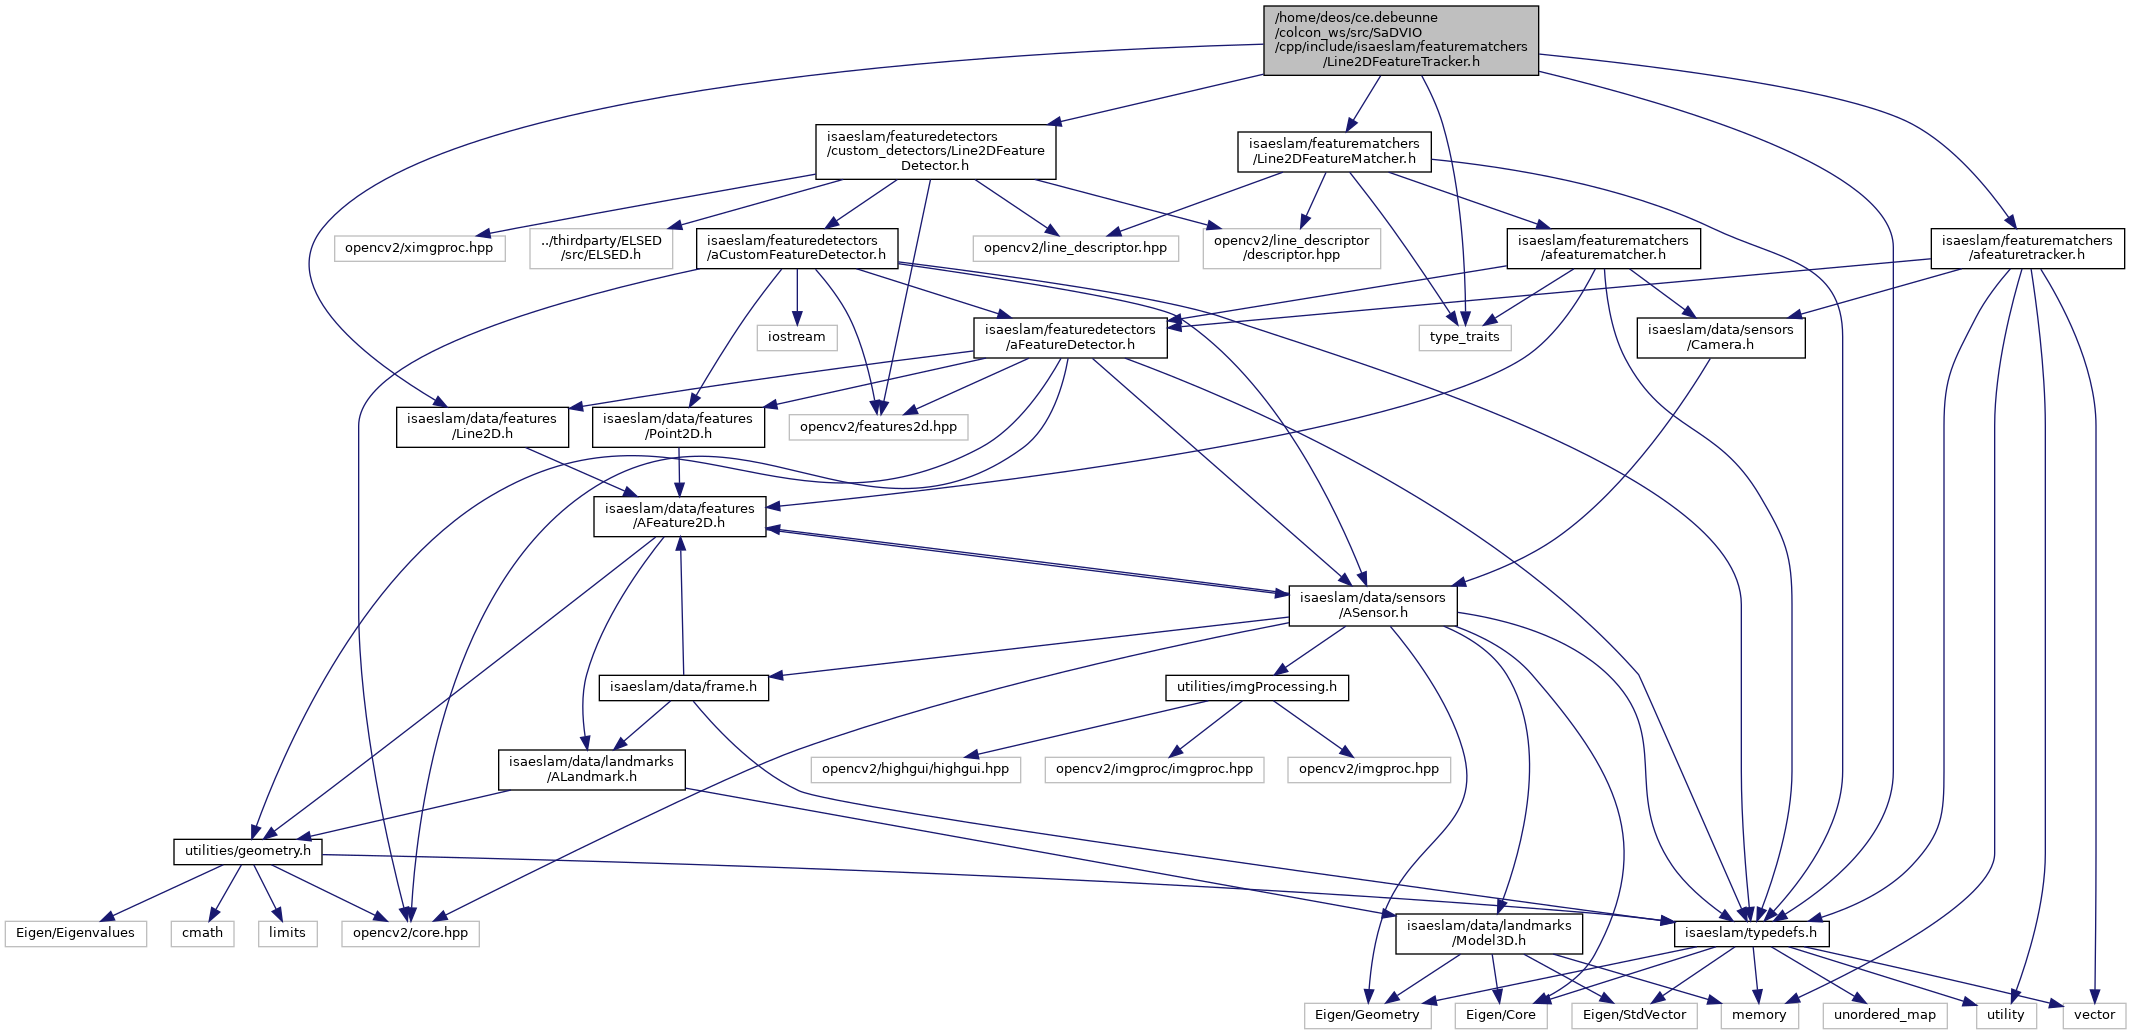 /home/deos/ce.debeunne
/colcon_ws/src/SaDVIO
/cpp/include/isaeslam/featurematchers
/Line2DFeatureTracker.h
isaeslam/featuredetectors
/custom_detectors/Line2DFeature
Detector.h
isaeslam/featurematchers
/Line2DFeatureMatcher.h
opencv2/ximgproc.hpp
../thirdparty/ELSED
/src/ELSED.h
isaeslam/featuredetectors
/aCustomFeatureDetector.h
opencv2/line_descriptor.hpp
opencv2/line_descriptor
/descriptor.hpp
isaeslam/featurematchers
/afeaturematcher.h
isaeslam/featurematchers
/afeaturetracker.h
iostream
isaeslam/featuredetectors
/aFeatureDetector.h
type_traits
isaeslam/data/sensors
/Camera.h
isaeslam/data/features
/Line2D.h
isaeslam/data/features
/Point2D.h
opencv2/features2d.hpp
isaeslam/data/features
/AFeature2D.h
isaeslam/data/sensors
/ASensor.h
isaeslam/data/frame.h
utilities/imgProcessing.h
isaeslam/data/landmarks
/ALandmark.h
opencv2/highgui/highgui.hpp
opencv2/imgproc/imgproc.hpp
opencv2/imgproc.hpp
utilities/geometry.h
Eigen/Eigenvalues
cmath
limits
opencv2/core.hpp
isaeslam/data/landmarks
/Model3D.h
isaeslam/typedefs.h
Eigen/Geometry
Eigen/Core
Eigen/StdVector
memory
unordered_map
utility
vector